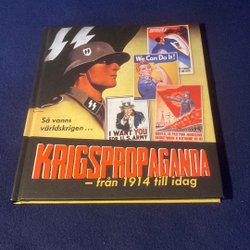 We Can Do It!
Så vanns
världskrigen...
I WANT YOU
FOR U.S. ARMY
KRIGSPROPAGANDA
– från 1914 till idag